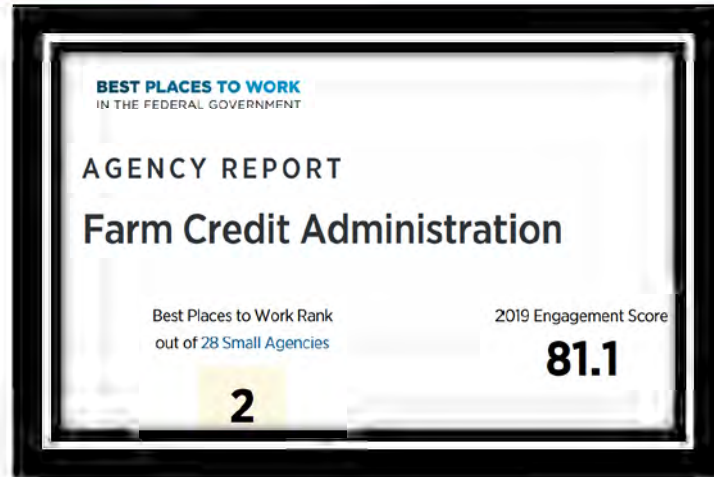 BEST PLACES TO WORK
IN THE FEDERAL GOVERNMENT
AGENCY REPORT
Farm Credit Administration
Best Places to Work Rank
out of 28 Small Agencies
2
2019 Engagement Score
81.1